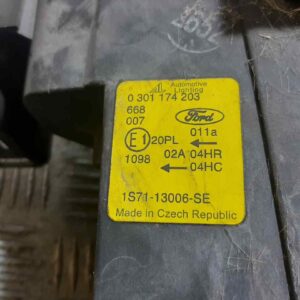 2652
Automotive
Lighting
0 301 174 203
668
007
Ford
011a
E1 20PL
02A 04HR
1098
04HC
1S71-13006-SE
Made in Czech Republic